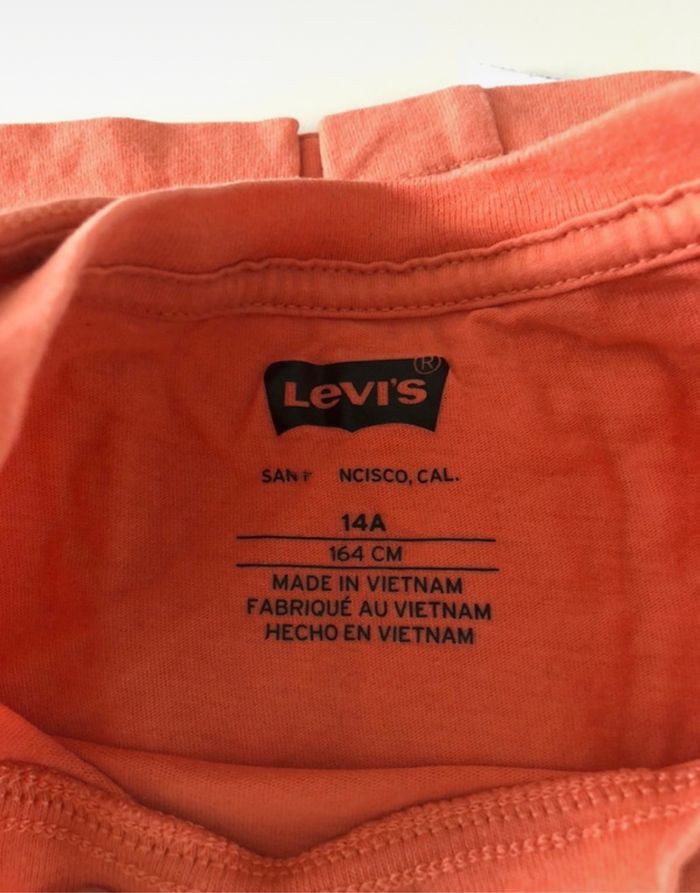 Levi's®
SAN NCISCO, CAL.
14A
164 CM
MADE IN VIETNAM
FABRIQUÉ AU VIETNAM
HECHO EN VIETNAM